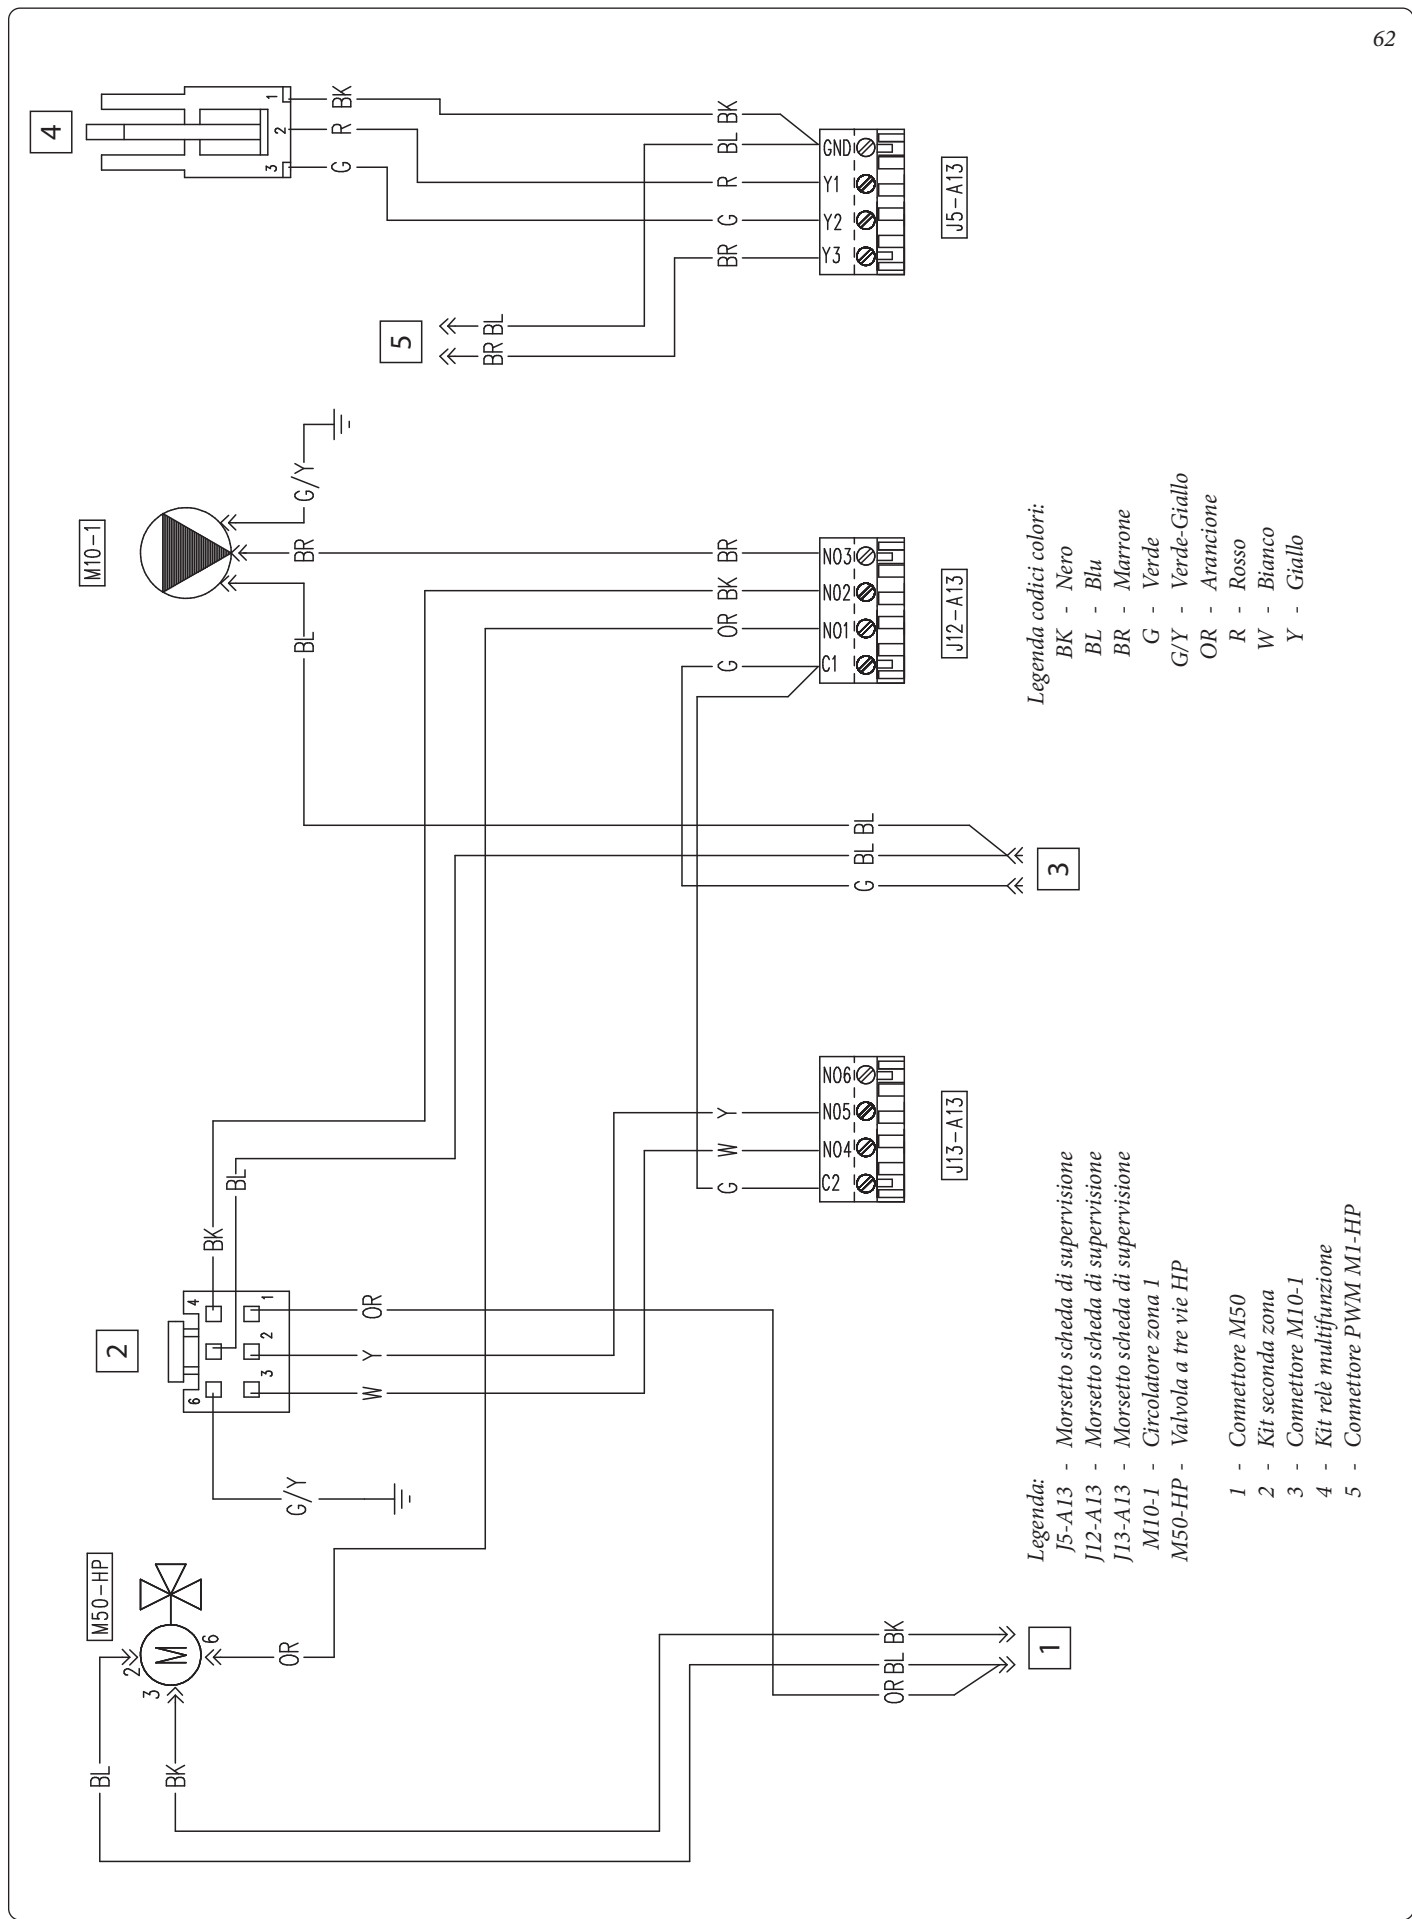 62
4
1
2
3
BK
R
G
BK
BL
R
G
BR
GND
Y1
Y2
Y3
J5-A13
5
BL
BR
M10-1
G/Y
BR
BL
BR
BK
OR
G
NO3
NO2
NO1
C1
J12-A13
BL
BL
G
3
2
4
6
1
2
3
BK
BL
OR
Y
W
G/Y
Y
W
G
NO6
NO5
NO4
C2
J13-A13
M50-HP
M
2
3
6
OR
BL
BK
BK
BL
OR
1
Legenda codici colori:
BK - Nero
BL - Blu
BR - Marrone
G - Verde
G/Y - Verde-Giallo
OR - Arancione
R - Rosso
W - Bianco
Y - Giallo
Legenda:
J5-A13 - Morsetto scheda di supervisione
J12-A13 - Morsetto scheda di supervisione
J13-A13 - Morsetto scheda di supervisione
M10-1 - Circolatore zona 1
M50-HP - Valvola a tre vie HP
1 - Connettore M50
2 - Kit seconda zona
3 - Connettore M10-1
4 - Kit relè multifunzione
5 - Connettore PWM M1-HP